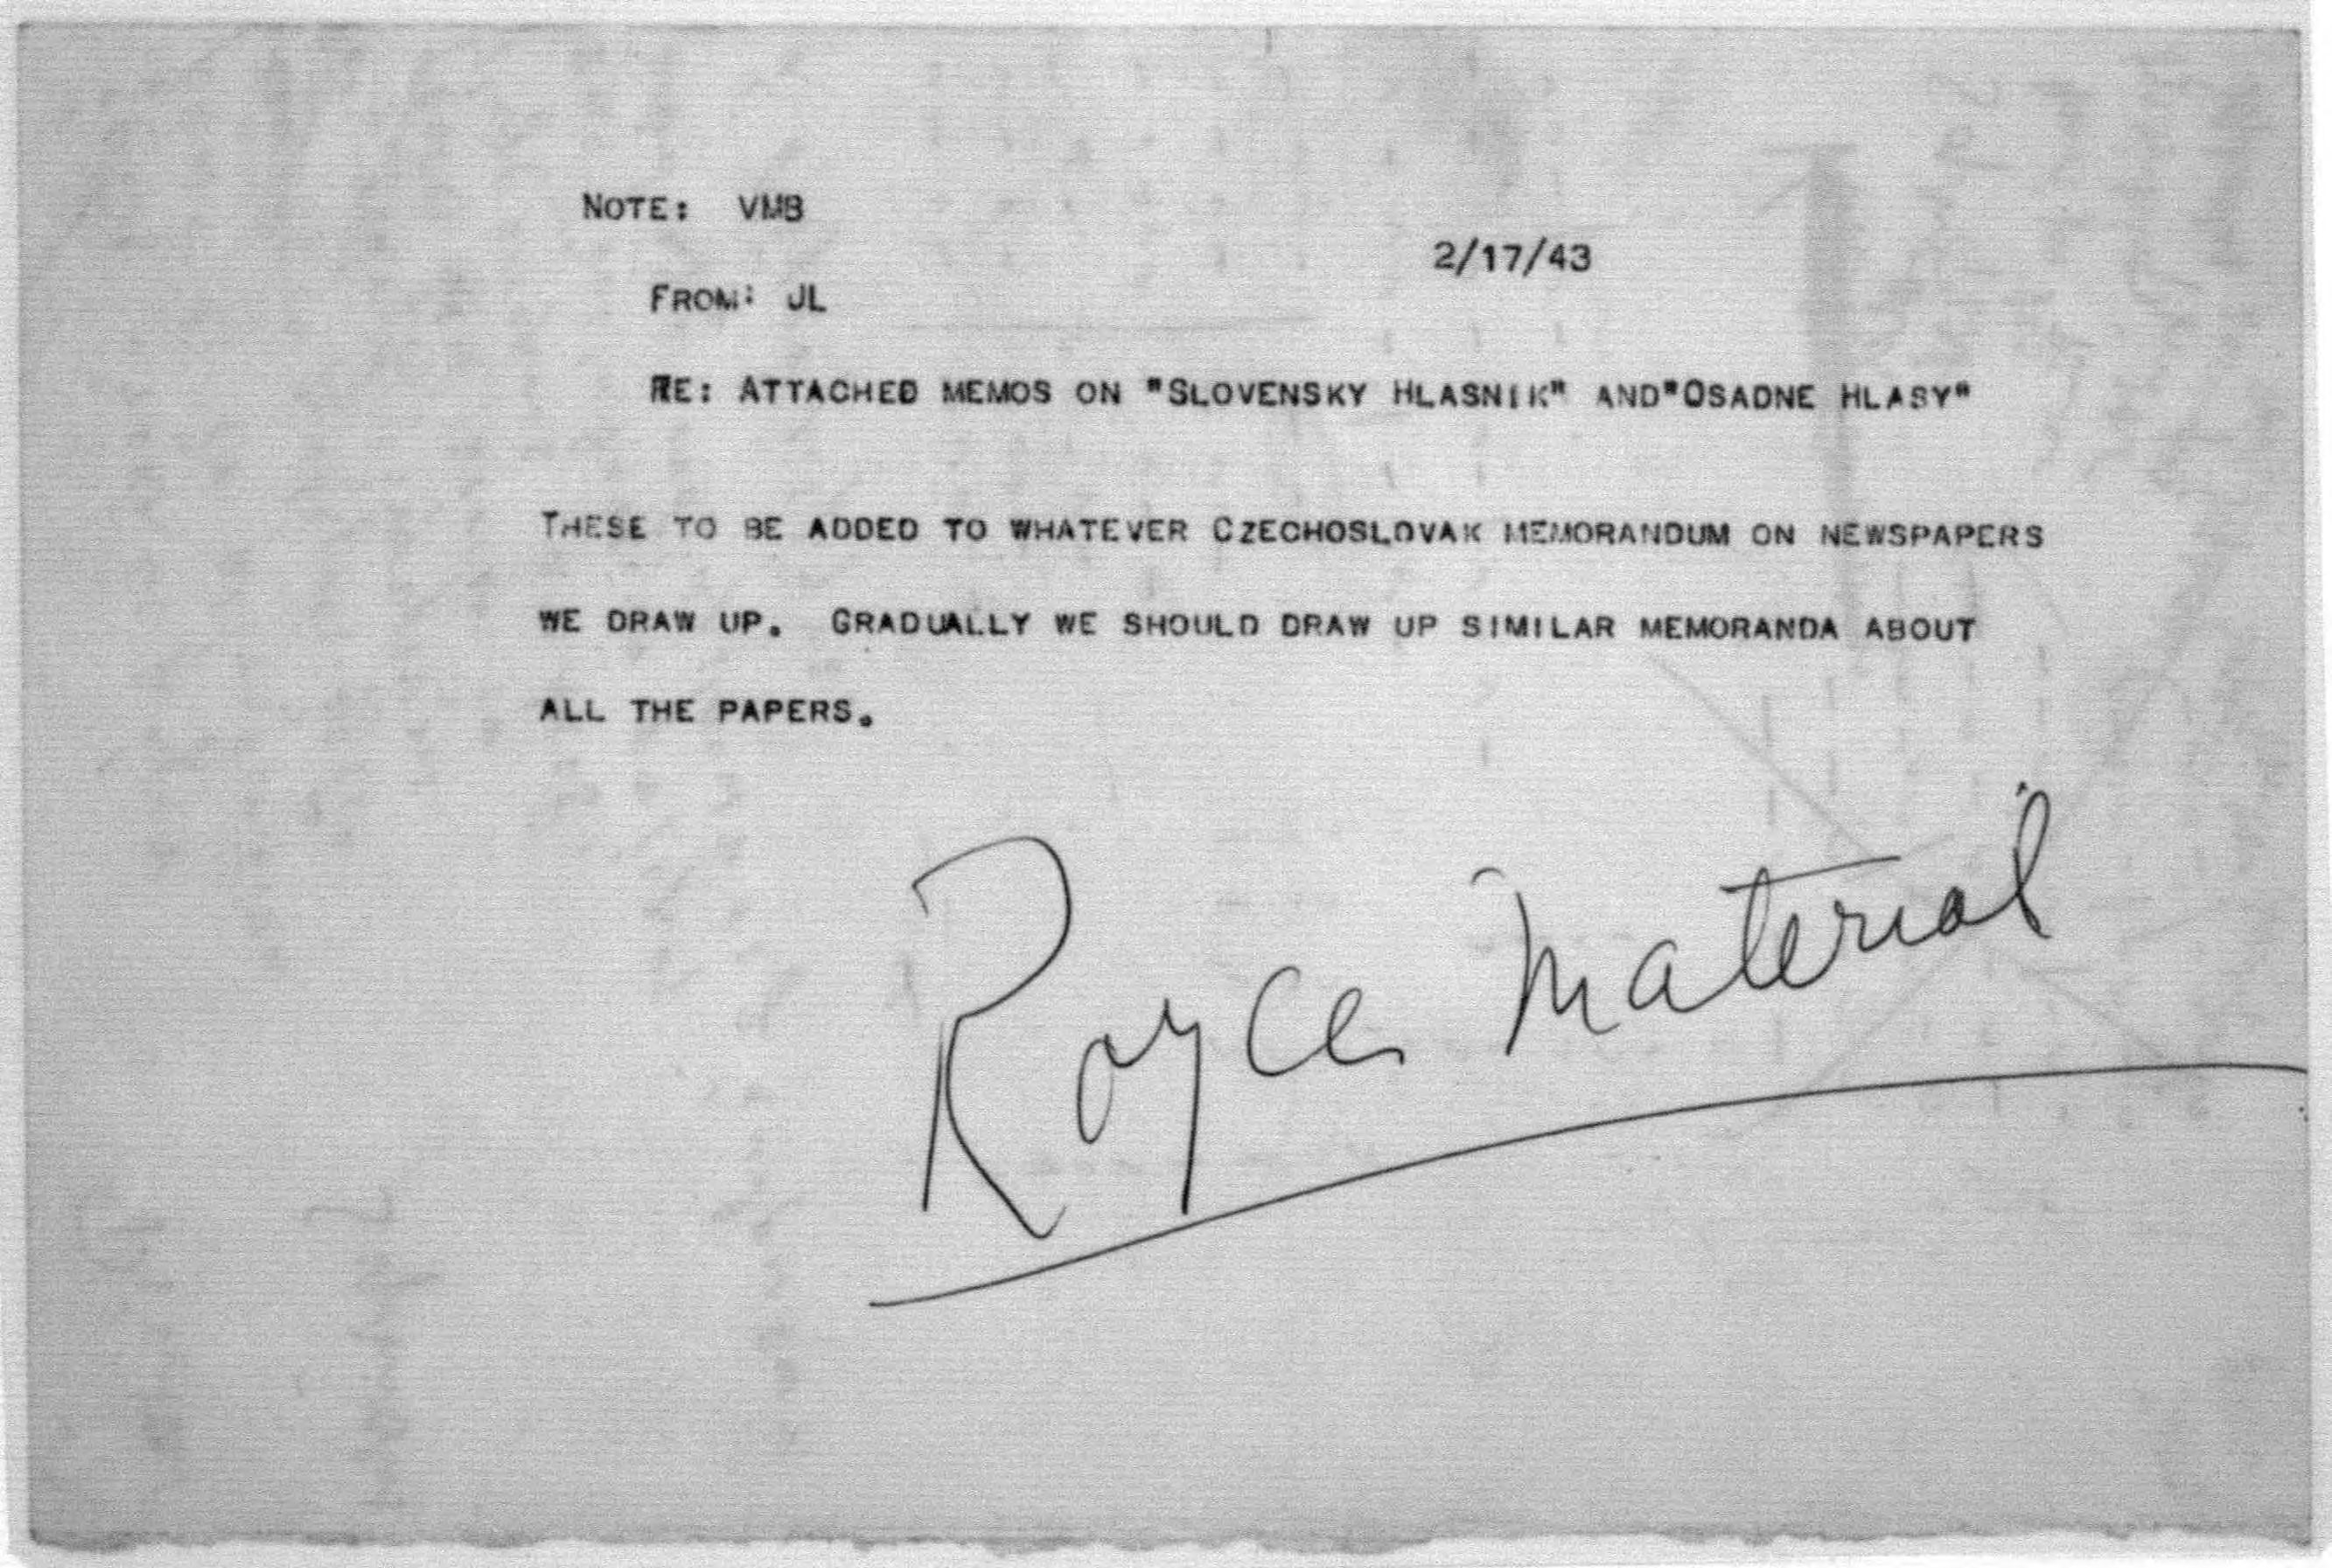 NOTE: VMB
2/17/43
FROM: JL
RE: ATTACHED MEMOS ON "SLOVENSKY HLASNIK" AND"OSADNE HLASY"
THESE TO BE ADDED TO WHATEVER CZECHOSLOVAK MEMORANDUM ON NEWSPAPERS
WE DRAW UP. GRADUALLY WE SHOULD DRAW UP SIMILAR MEMORANDA ABOUT
ALL THE PAPERS.
Royce Material